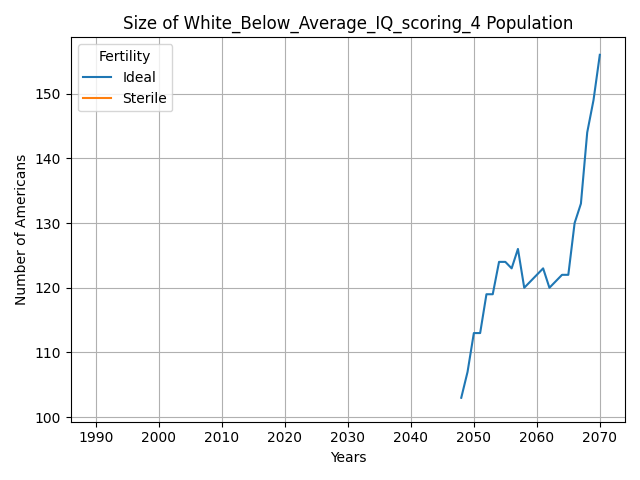 Size of White_Below_Average_IQ_scoring_4 Population
Fertility
Ideal
Sterile
Number of Americans
150
140
130
120
110
100
1990 2000 2010 2020 2030 2040 2050 2060 2070
Years